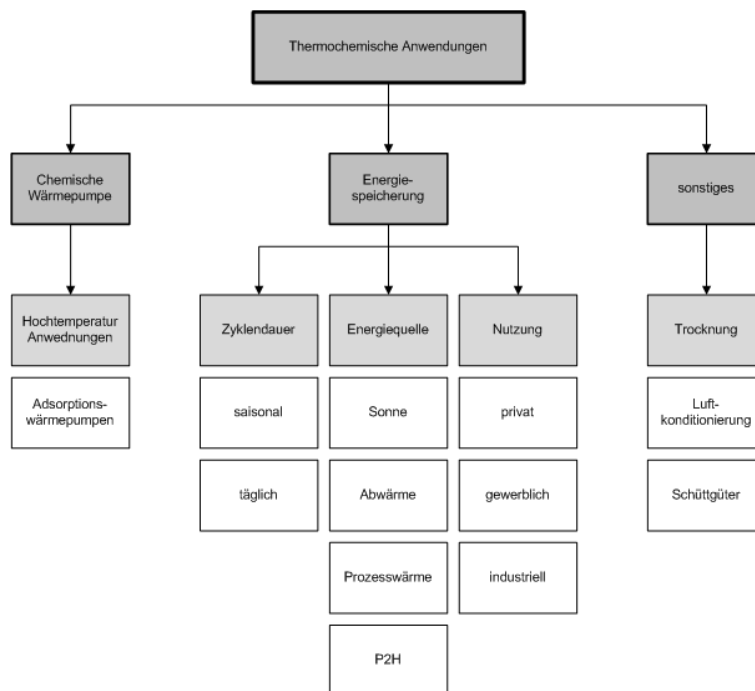 Thermochemische Anwendungen
Chemische
Wärmepumpe
Energie-
speicherung
sonstiges
Hochtemperatur
Anwednungen
Zyklendauer
Energiequelle
Nutzung
Trocknung
Adsorptions-
wärmepumpen
saisonal
Sonne
privat
Luft-
konditionierung
täglich
Abwärme
gewerblich
Schüttgüter
Prozesswärme
industriell
P2H